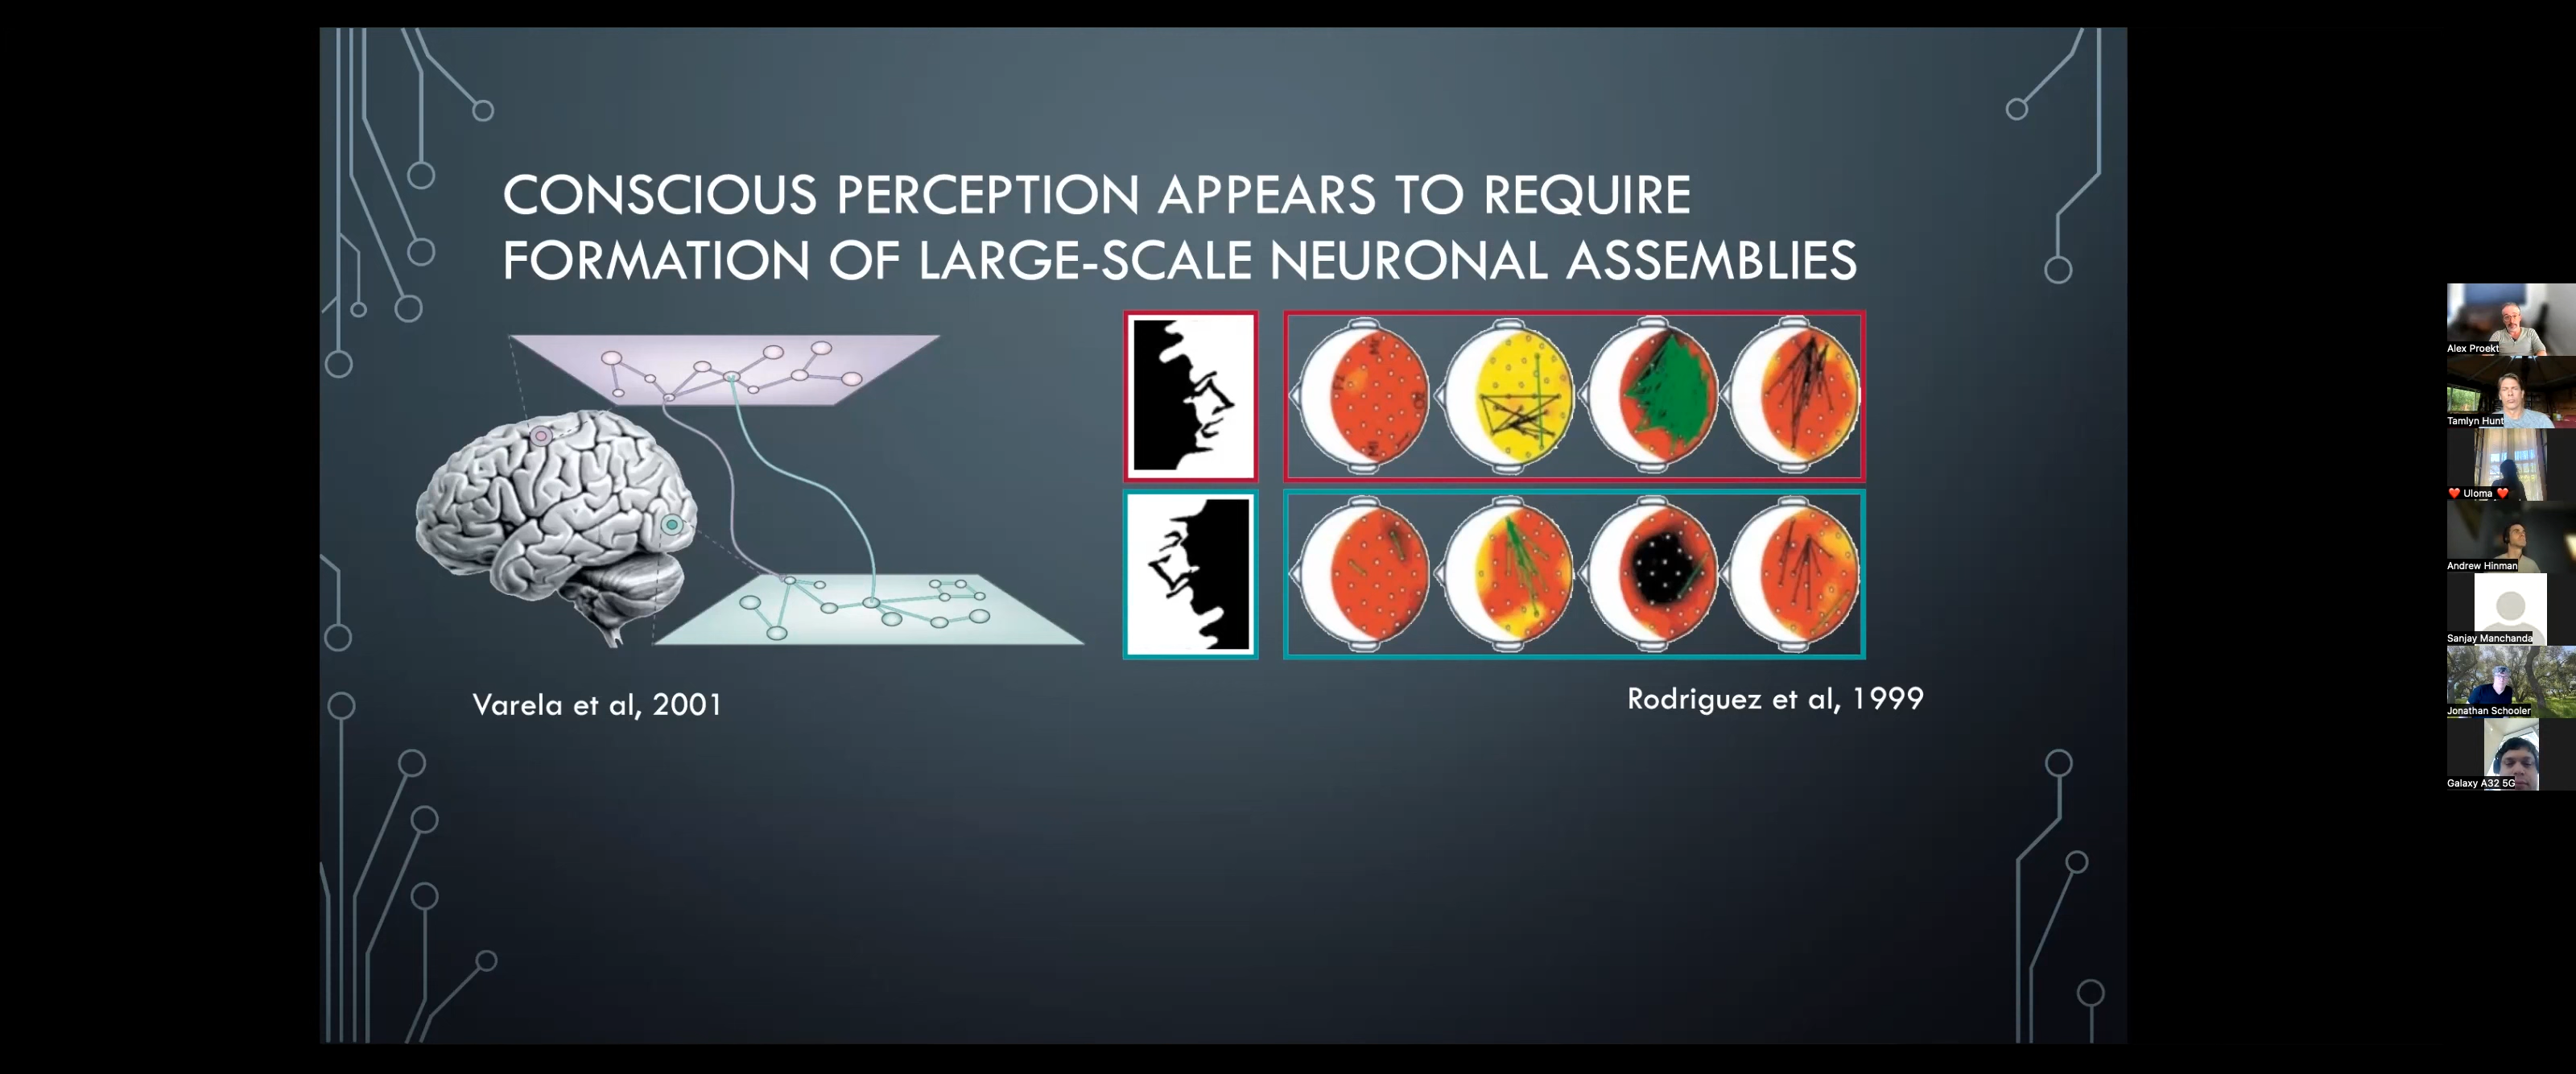 CONSCIOUS PERCEPTION APPEARS TO REQUIRE
FORMATION OF LARGE-SCALE NEURONAL ASSEMBLIES
Varela et al, 2001
Rodriguez et al, 1999
Alex Proekt
Tamlyn Hunt
❤️ Uloma ❤️
Andrew Hinman
Sanjay Manchanda
Jonathan Schooler
Galaxy A32 5G